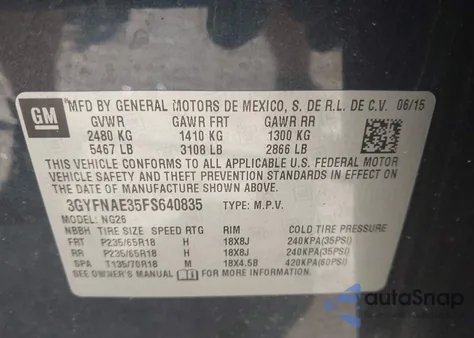 GM
MFD BY GENERAL MOTORS DE MEXICO, S. DE R.L. DE C.V. 06/15
GVWR GAWR FRT GAWR RR
2480 KG 1410 KG 1300 KG
5467 LB 3108 LB 2866 LB
THIS VEHICLE CONFORMS TO ALL APPLICABLE U.S. FEDERAL MOTOR
VEHICLE SAFETY AND THEFT PREVENTION STANDARDS IN EFFECT ON THE
DATE OF MANUFACTURE SHOWN ABOVE.
3GYFNAE35FS640835 TYPE: M.P.V.
MODEL: NG26
NBBH TIRE SIZE SPEED RTG RIM COLD TIRE PRESSURE
FRT P235/65R18 H 18X8J 240KPA(35PSI)
RR P235/65R18 H 18X8J 240KPA(35PSI)
SPA T135/70R18 M 18X4.5B 420KPA(60PSI)
SEE OWNER'S MANUAL FOR ADDITIONAL INFORMATION
autoSnap